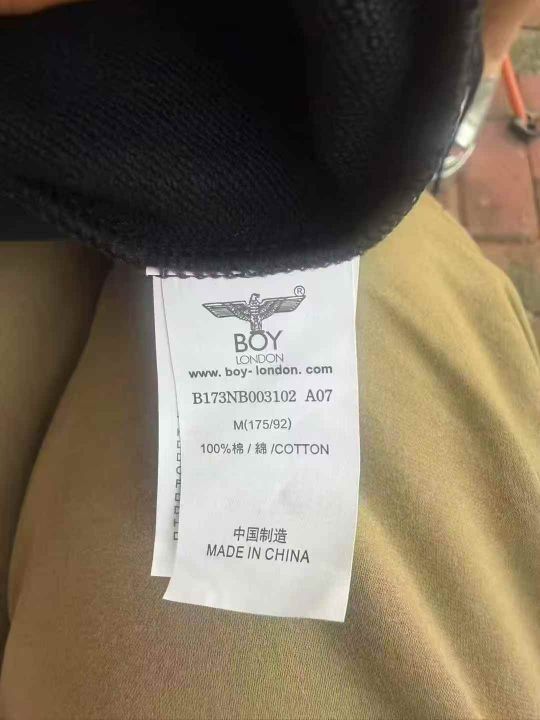 ®
BOY
LONDON
www. boy- london. com
B173NB003102 A07
M(175/92)
100%棉 / 綿 /COTTON
中国制造
MADE IN CHINA